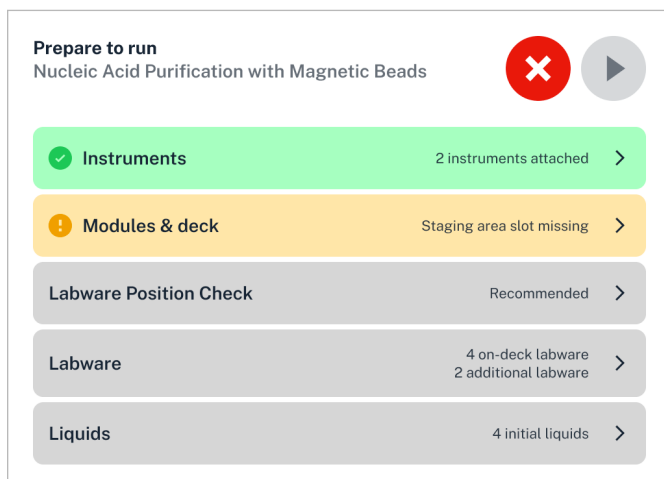 Prepare to run
Nucleic Acid Purification with Magnetic Beads
Instruments
2 instruments attached
Modules & deck
Staging area slot missing
Labware Position Check
Recommended
Labware
4 on-deck labware
2 additional labware
Liquids
4 initial liquids